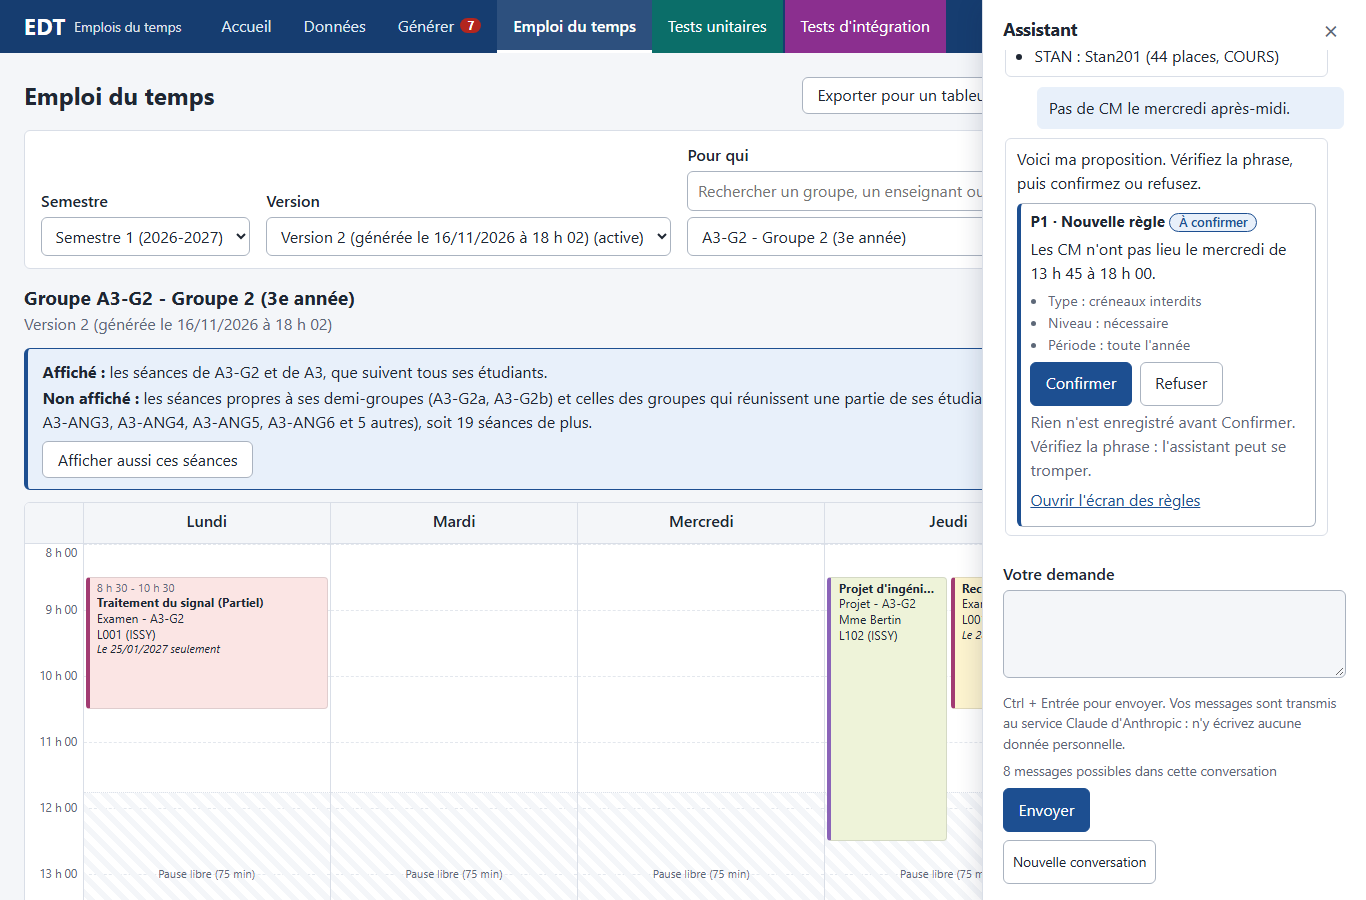 EDT Emplois du temps
Accueil
Données
Générer 7
Emploi du temps
Tests unitaires
Tests d'intégration
Emploi du temps
Exporter pour un tableu
Semestre
Semestre 1 (2026-2027)
Version
Version 2 (générée le 16/11/2026 à 18 h 02) (active)
Pour qui
Rechercher un groupe, un enseignant ou
A3-G2 - Groupe 2 (3e année)
Groupe A3-G2 - Groupe 2 (3e année)
Version 2 (générée le 16/11/2026 à 18 h 02)
Affiché : les séances de A3-G2 et de A3, que suivent tous ses étudiants.
Non affiché : les séances propres à ses demi-groupes (A3-G2a, A3-G2b) et celles des groupes qui réunissent une partie de ses étudia
A3-ANG3, A3-ANG4, A3-ANG5, A3-ANG6 et 5 autres), soit 19 séances de plus.
Afficher aussi ces séances
Lundi
Mardi
Mercredi
Jeudi
8 h 00
9 h 00
10 h 00
11 h 00
12 h 00
13 h 00
8 h 30 - 10 h 30
Traitement du signal (Partiel)
Examen - A3-G2
L001 (ISSY)
Le 25/01/2027 seulement
Projet d'ingéni...
Projet - A3-G2
Mme Bertin
L102 (ISSY)
Rec
Exar
L00
Le 2
Pause libre (75 min)
Pause libre (75 min)
Pause libre (75 min)
Pause libre (75 m
Assistant
×
• STAN : Stan201 (44 places, COURS)
Pas de CM le mercredi après-midi.
Voici ma proposition. Vérifiez la phrase,
puis confirmez ou refusez.
P1 · Nouvelle règle À confirmer
Les CM n'ont pas lieu le mercredi de
13 h 45 à 18 h 00.
• Type : créneaux interdits
• Niveau : nécessaire
• Période : toute l'année
Confirmer
Refuser
Rien n'est enregistré avant Confirmer.
Vérifiez la phrase : l'assistant peut se
tromper.
Ouvrir l'écran des règles
Votre demande
Ctrl + Entrée pour envoyer. Vos messages sont transmis
au service Claude d'Anthropic : n'y écrivez aucune
donnée personnelle.
8 messages possibles dans cette conversation
Envoyer
Nouvelle conversation